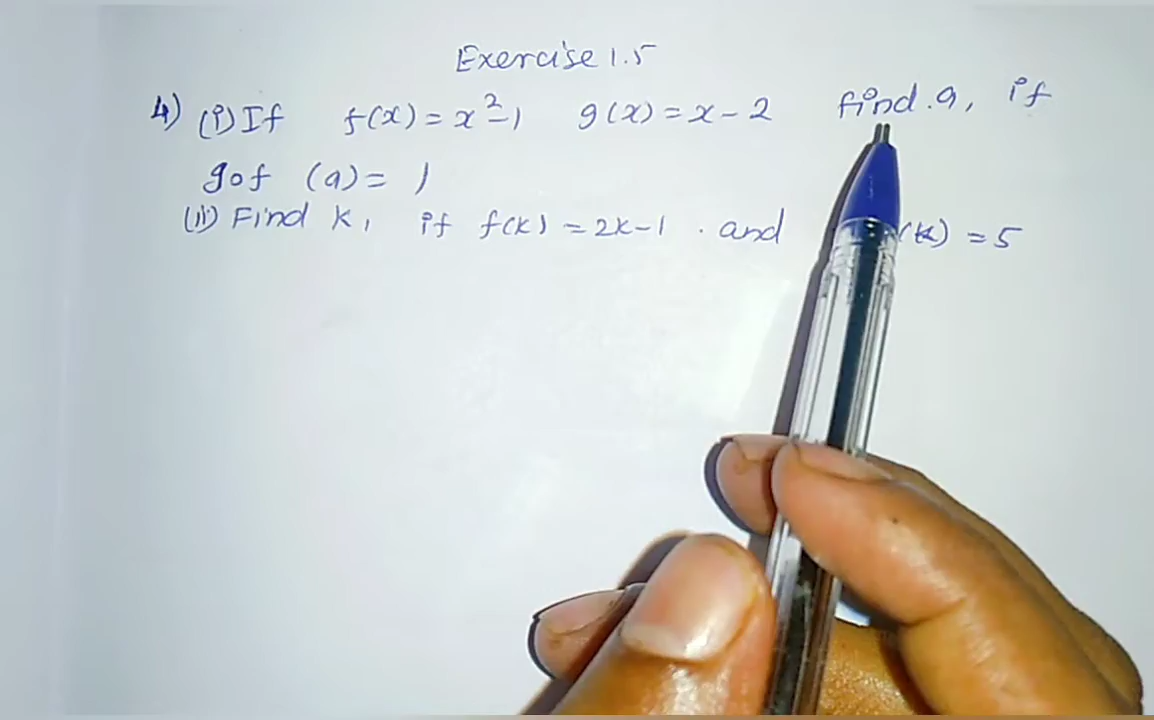 Exercise 1.5
4) (i) If f(x) = x²-1 g(x) = x-2 find.a, if
gof (a) = 1
(ii) Find k, if f(k) = 2k-1 . and (k) = 5